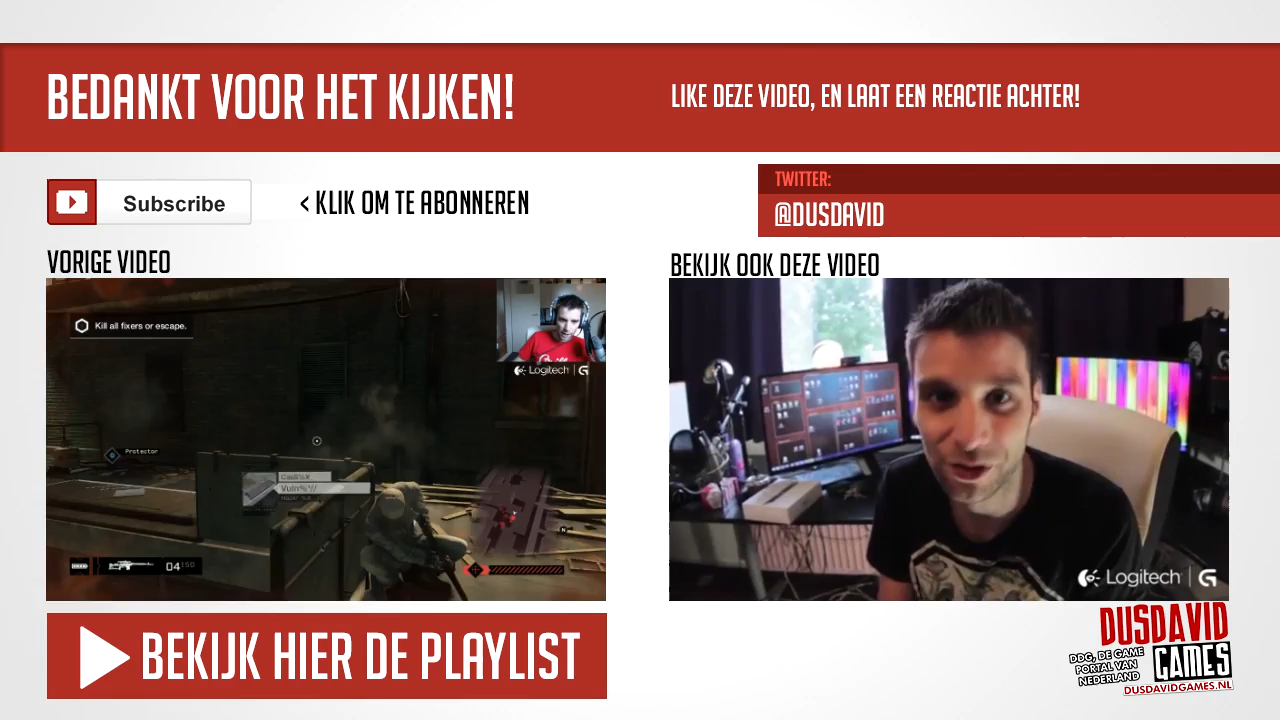 BEDANKT VOOR HET KIJKEN!
LIKE DEZE VIDEO, EN LAAT EEN REACTIE ACHTER!
Subscribe
< KLIK OM TE ABONNEREN
TWITTER:
@DUSDAVID
VORIGE VIDEO
BEKIJK OOK DEZE VIDEO
Kill all fixers or escape.
Logitech | G
Protector
N
04
150
Logitech | G
BEKIJK HIER DE PLAYLIST
DUSDAVID
GAMES
DDG, DE GAME
PORTAL VAN
NEDERLAND
DUSDAVIDGAMES.NL